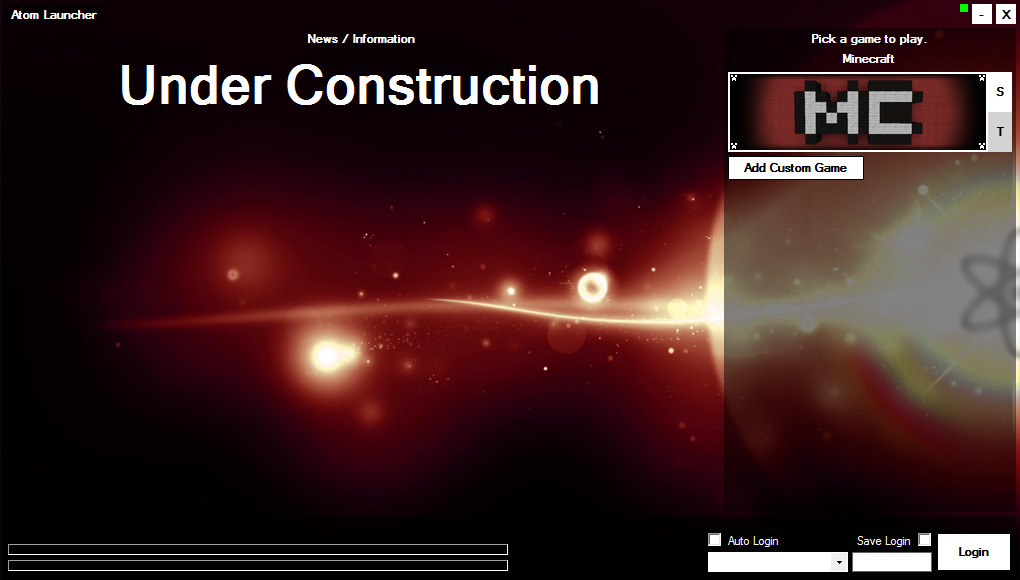 Atom Launcher
- X
News / Information
Under Construction
Pick a game to play.
Minecraft
MC
S
T
Add Custom Game
Auto Login
Save Login
Login